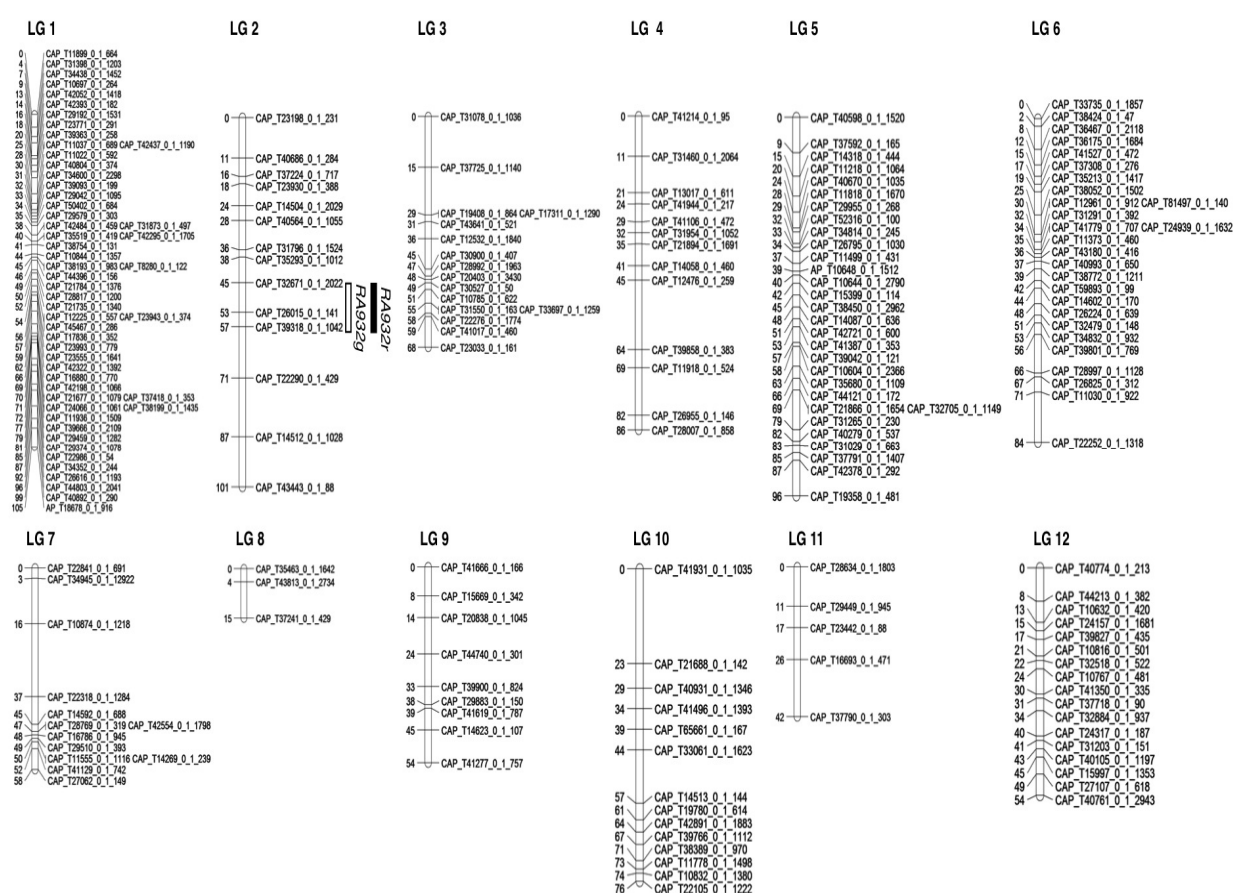 LG 1
0 CAP_T11899_0_1_664
4 CAP_T31398_0_1_1203
7 CAP_T34438_0_1_1452
9 CAP_T10697_0_1_264
13 CAP_T42052_0_1_1418
14 CAP_T42393_0_1_182
16 CAP_T29192_0_1_1531
18 CAP_T23771_0_1_291
20 CAP_T39363_0_1_258
25 CAP_T11037_0_1_689 CAP_T42437_0_1_1190
28 CAP_T11022_0_1_592
30 CAP_T40804_0_1_374
31 CAP_T34600_0_1_2298
32 CAP_T39093_0_1_199
33 CAP_T29042_0_1_1095
34 CAP_T50402_0_1_684
35 CAP_T29579_0_1_303
38 CAP_T42484_0_1_459 CAP_T31873_0_1_497
40 CAP_T35519_0_1_419 CAP_T42295_0_1_1705
41 CAP_T38754_0_1_131
44 CAP_T10844_0_1_1357
45 CAP_T38193_0_1_983 CAP_T8280_0_1_122
46 CAP_T44396_0_1_156
49 CAP_T21784_0_1_1376
50 CAP_T28817_0_1_1200
52 CAP_T21735_0_1_1340
54 CAP_T12225_0_1_557 CAP_T23943_0_1_374
CAP_T45467_0_1_286
56 CAP_T17836_0_1_352
57 CAP_T23993_0_1_779
60 CAP_T23555_0_1_1641
62 CAP_T42322_0_1_1392
66 CAP_T16880_0_1_770
69 CAP_T42198_0_1_1066
70 CAP_T21677_0_1_1079 CAP_T37418_0_1_353
71 CAP_T24066_0_1_1061 CAP_T38199_0_1_1435
72 CAP_T11936_0_1_1509
77 CAP_T39666_0_1_2109
79 CAP_T29459_0_1_1282
81 CAP_T29374_0_1_1078
85 CAP_T22986_0_1_54
87 CAP_T34352_0_1_244
92 CAP_T26616_0_1_1193
96 CAP_T44803_0_1_2041
99 CAP_T40892_0_1_290
105 AP_T18678_0_1_916
LG 2
0 CAP_T23198_0_1_231
11 CAP_T40686_0_1_284
16 CAP_T37224_0_1_717
18 CAP_T23930_0_1_388
24 CAP_T14504_0_1_2029
28 CAP_T40564_0_1_1055
36 CAP_T31796_0_1_1524
38 CAP_T35293_0_1_1012
45 CAP_T32671_0_1_2022
53 CAP_T26015_0_1_141
57 CAP_T39318_0_1_1042
71 CAP_T22290_0_1_429
87 CAP_T14512_0_1_1028
101 CAP_T43443_0_1_88
RA932g
RA932r
LG 3
0 CAP_T31078_0_1_1036
15 CAP_T37725_0_1_1140
29 CAP_T19408_0_1_864 CAP_T17311_0_1_1290
31 CAP_T43641_0_1_521
36 CAP_T12532_0_1_1840
45 CAP_T30900_0_1_407
47 CAP_T28992_0_1_1963
48 CAP_T20403_0_1_3430
49 CAP_T30527_0_1_50
51 CAP_T10785_0_1_622
55 CAP_T31550_0_1_163 CAP_T33697_0_1_1259
58 CAP_T22276_0_1_1774
59 CAP_T41017_0_1_460
68 CAP_T23033_0_1_161
LG 4
0 CAP_T41214_0_1_95
11 CAP_T31460_0_1_2064
21 CAP_T13017_0_1_611
24 CAP_T41944_0_1_217
29 CAP_T41106_0_1_472
32 CAP_T31954_0_1_1052
35 CAP_T21894_0_1_1691
41 CAP_T14058_0_1_460
45 CAP_T12476_0_1_259
64 CAP_T39858_0_1_383
69 CAP_T11918_0_1_524
82 CAP_T26955_0_1_146
86 CAP_T28007_0_1_858
LG 5
0 CAP_T40598_0_1_1520
9 CAP_T37592_0_1_165
15 CAP_T14318_0_1_444
20 CAP_T11218_0_1_1064
24 CAP_T40670_0_1_1035
28 CAP_T11818_0_1_1670
29 CAP_T29955_0_1_268
32 CAP_T52316_0_1_100
33 CAP_T34814_0_1_245
34 CAP_T26795_0_1_1030
37 CAP_T11499_0_1_431
39 AP_T10648_0_1_1512
40 CAP_T10644_0_1_2790
42 CAP_T15399_0_1_114
45 CAP_T38450_0_1_2962
48 CAP_T14087_0_1_636
51 CAP_T42721_0_1_600
53 CAP_T41387_0_1_353
57 CAP_T39042_0_1_121
58 CAP_T10604_0_1_2366
63 CAP_T35680_0_1_1109
66 CAP_T44121_0_1_172
69 CAP_T21866_0_1_1654 CAP_T32705_0_1_1149
79 CAP_T31265_0_1_230
82 CAP_T40279_0_1_537
83 CAP_T31029_0_1_663
85 CAP_T37791_0_1_1407
87 CAP_T42378_0_1_292
96 CAP_T19358_0_1_481
LG 6
0 CAP_T33735_0_1_1857
2 CAP_T38424_0_1_47
8 CAP_T36467_0_1_2118
12 CAP_T36175_0_1_1684
15 CAP_T41527_0_1_472
17 CAP_T37308_0_1_276
19 CAP_T35213_0_1_1417
25 CAP_T38052_0_1_1502
30 CAP_T12961_0_1_912 CAP_T81497_0_1_140
32 CAP_T31291_0_1_392
34 CAP_T41779_0_1_707 CAP_T24939_0_1_1632
35 CAP_T11373_0_1_460
36 CAP_T43180_0_1_416
37 CAP_T40993_0_1_650
39 CAP_T38772_0_1_1211
42 CAP_T59893_0_1_99
44 CAP_T14602_0_1_170
48 CAP_T26224_0_1_639
51 CAP_T32479_0_1_148
53 CAP_T34832_0_1_932
56 CAP_T39801_0_1_769
66 CAP_T28997_0_1_1128
67 CAP_T26825_0_1_312
71 CAP_T11030_0_1_922
84 CAP_T22252_0_1_1318
LG 7
0 CAP_T22841_0_1_691
3 CAP_T34945_0_1_12922
16 CAP_T10874_0_1_1218
37 CAP_T22318_0_1_1284
45 CAP_T14592_0_1_688
47 CAP_T28769_0_1_319 CAP_T42554_0_1_1798
48 CAP_T16786_0_1_945
49 CAP_T29510_0_1_393
50 CAP_T11555_0_1_1116 CAP_T14269_0_1_239
52 CAP_T41129_0_1_742
58 CAP_T27062_0_1_149
LG 8
0 CAP_T35463_0_1_1642
4 CAP_T43813_0_1_2734
15 CAP_T37241_0_1_429
LG 9
0 CAP_T41666_0_1_166
8 CAP_T15669_0_1_342
14 CAP_T20838_0_1_1045
24 CAP_T44740_0_1_301
33 CAP_T39900_0_1_824
38 CAP_T29883_0_1_150
39 CAP_T41619_0_1_787
45 CAP_T14623_0_1_107
54 CAP_T41277_0_1_757
LG 10
0 CAP_T41931_0_1_1035
23 CAP_T21688_0_1_142
29 CAP_T40931_0_1_1346
34 CAP_T41496_0_1_1393
39 CAP_T65661_0_1_167
44 CAP_T33061_0_1_1623
57 CAP_T14513_0_1_144
61 CAP_T19780_0_1_614
64 CAP_T42891_0_1_1883
67 CAP_T39766_0_1_1112
71 CAP_T38389_0_1_970
73 CAP_T11778_0_1_1498
74 CAP_T10832_0_1_1380
76 CAP_T22105_0_1_1222
LG 11
0 CAP_T28634_0_1_1803
11 CAP_T29449_0_1_945
17 CAP_T23442_0_1_88
26 CAP_T16693_0_1_471
42 CAP_T37790_0_1_303
LG 12
0 CAP_T40774_0_1_213
8 CAP_T44213_0_1_382
13 CAP_T10632_0_1_420
15 CAP_T24157_0_1_1681
17 CAP_T39827_0_1_435
21 CAP_T10816_0_1_501
22 CAP_T32518_0_1_522
24 CAP_T10767_0_1_481
30 CAP_T41350_0_1_335
31 CAP_T37718_0_1_90
34 CAP_T32884_0_1_937
40 CAP_T24317_0_1_187
41 CAP_T31203_0_1_151
43 CAP_T40105_0_1_1197
45 CAP_T15997_0_1_1353
49 CAP_T27107_0_1_618
54 CAP_T40761_0_1_2943